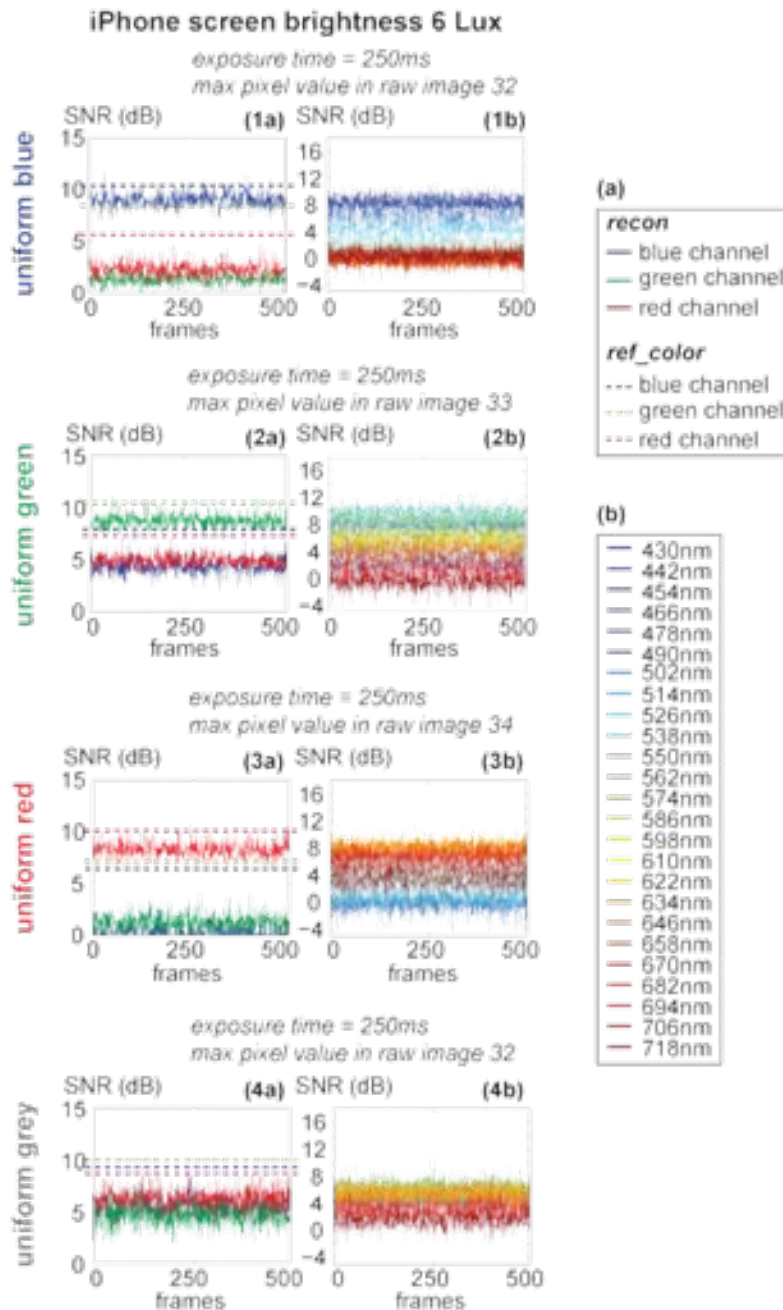 iPhone screen brightness 6 Lux
exposure time = 250ms
max pixel value in raw image 32
SNR (dB) (1a) SNR (dB) (1b)
uniform blue
15
10
5
0
16
12
8
4
0
−4
0 250 500 0 250 500
frames frames
exposure time = 250ms
max pixel value in raw image 33
SNR (dB) (2a) SNR (dB) (2b)
uniform green
15
10
5
0
16
12
8
4
0
−4
0 250 500 0 250 500
frames frames
exposure time = 250ms
max pixel value in raw image 34
SNR (dB) (3a) SNR (dB) (3b)
uniform red
15
10
5
0
16
12
8
4
0
−4
0 250 500 0 250 500
frames frames
exposure time = 250ms
max pixel value in raw image 32
SNR (dB) (4a) SNR (dB) (4b)
uniform grey
15
10
5
0
16
12
8
4
0
−4
0 250 500 0 250 500
frames frames
(a)
recon
blue channel
green channel
red channel
ref_color
blue channel
green channel
red channel
(b)
430nm
442nm
454nm
466nm
478nm
490nm
502nm
514nm
526nm
538nm
550nm
562nm
574nm
586nm
598nm
610nm
622nm
634nm
646nm
658nm
670nm
682nm
694nm
706nm
718nm